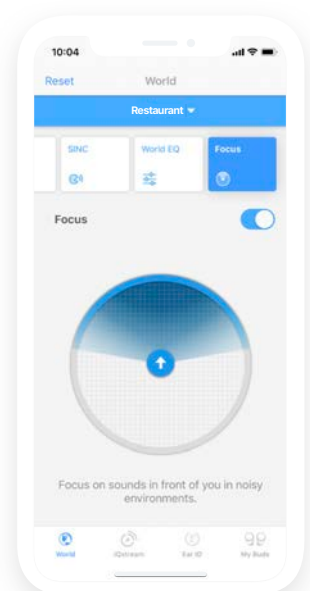 10:04
Reset World
Restaurant
SINC World EQ Focus
Focus
Focus on sounds in front of you in noisy
environments.
World iQstream Ear ID My Buds